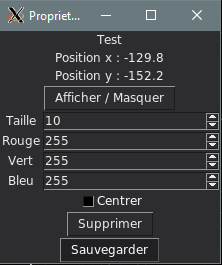 Propriet...
Test
Position x : -129.8
Position y : -152.2
Afficher / Masquer
Taille 10
Rouge 255
Vert 255
Bleu 255
Centrer
Supprimer
Sauvegarder